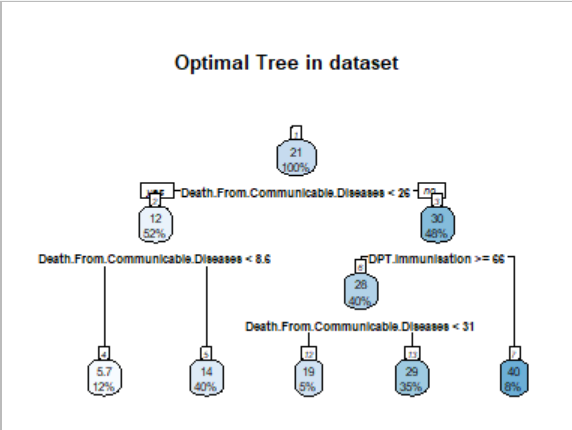 Optimal Tree in dataset
1
21
100%
yes Death.From.Communicable.Diseases < 26 no
2 3
12 30
52% 48%
Death.From.Communicable.Diseases < 8.6 DPT.Immunisation >= 66
6
28
40%
Death.From.Communicable.Diseases < 31
4 5 12 13 7
5.7 14 19 29 40
12% 40% 5% 35% 8%